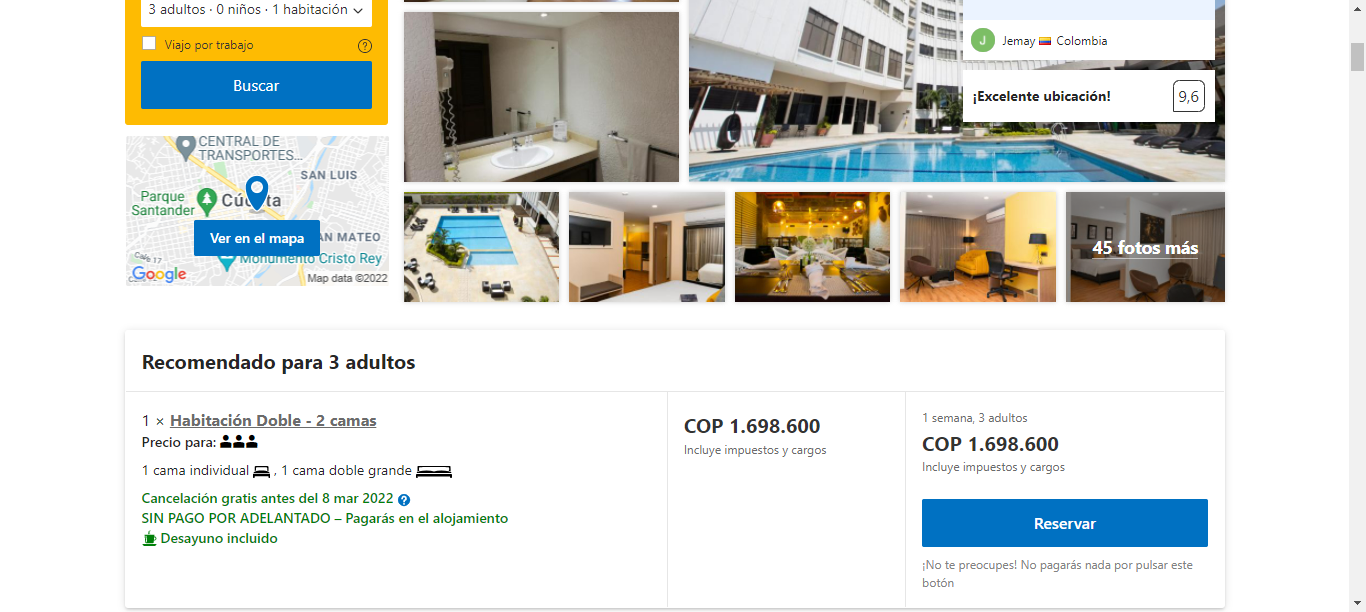 3 adultos · 0 niños · 1 habitación
Viajo por trabajo
?
Buscar
CENTRAL DE
TRANSPORTES...
SAN LUIS
Parque
Santander
Ver en el mapa
AN MATEO
Monumento Cristo Rey
Calle 17
Google
Map data ©2022
J
Jemay
Colombia
¡Excelente ubicación!
9,6
45 fotos más
Recomendado para 3 adultos
1 × Habitación Doble - 2 camas
Precio para:
1 cama individual , 1 cama doble grande
Cancelación gratis antes del 8 mar 2022 ?
SIN PAGO POR ADELANTADO – Pagarás en el alojamiento
Desayuno incluido
COP 1.698.600
Incluye impuestos y cargos
1 semana, 3 adultos
COP 1.698.600
Incluye impuestos y cargos
Reservar
¡No te preocupes! No pagarás nada por pulsar este
botón